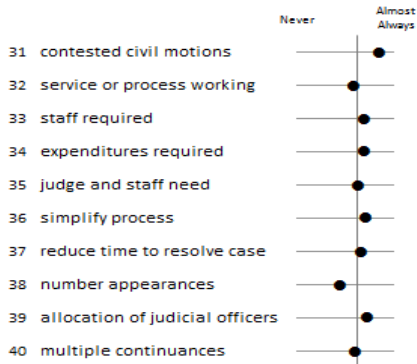 Never
Almost
Always
31 contested civil motions
32 service or process working
33 staff required
34 expenditures required
35 judge and staff need
36 simplify process
37 reduce time to resolve case
38 number appearances
39 allocation of judicial officers
40 multiple continuances